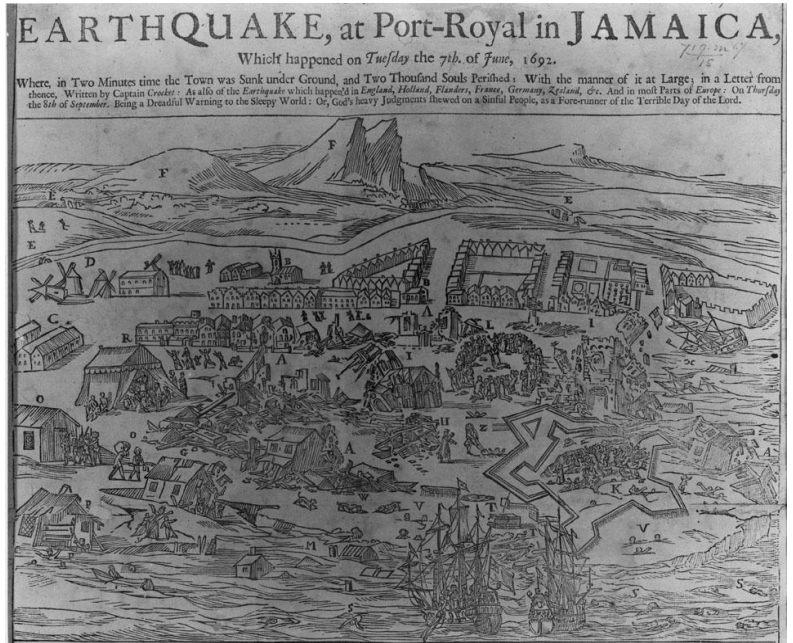 EARTHQUAKE, at Port-Royal in JAMAICA,
Which happened on Tuesday the 7th. of June, 1692.
Where, in Two Minutes time the Town was Sunk under Ground, and Two Thousand Souls Perished: With the manner of it at Large; in a Letter from
thence, Written by Captain Crocket: As also of the Earthquake which happen'd in England, Holland, Flanders, France, Germany, Zealand, &c. And in most Parts of Europe: On Thursday
the 8th of September. Being a Dreadful Warning to the Sleepy World: Or, God's heavy Judgments shewed on a Sinful People, as a Fore-runner of the Terrible Day of the Lord.
F
F
E
E
E
D
B
B
A
C
R
A
I
L
I
O
O
G
A
H
Z
A
K
P
W
V
T
V
M
S
S
S